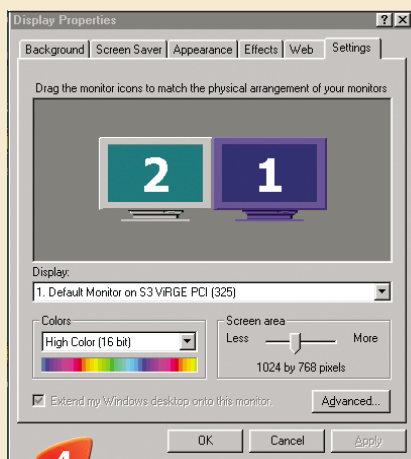 Display Properties
Background Screen Saver Appearance Effects Web Settings
Drag the monitor icons to match the physical arrangement of your monitors
2 1
Display:
1. Default Monitor on S3 ViRGE PCI (325)
Colors
High Color (16 bit)
Screen area
Less More
1024 by 768 pixels
Extend my Windows desktop onto this monitor.
Advanced...
OK Cancel Apply